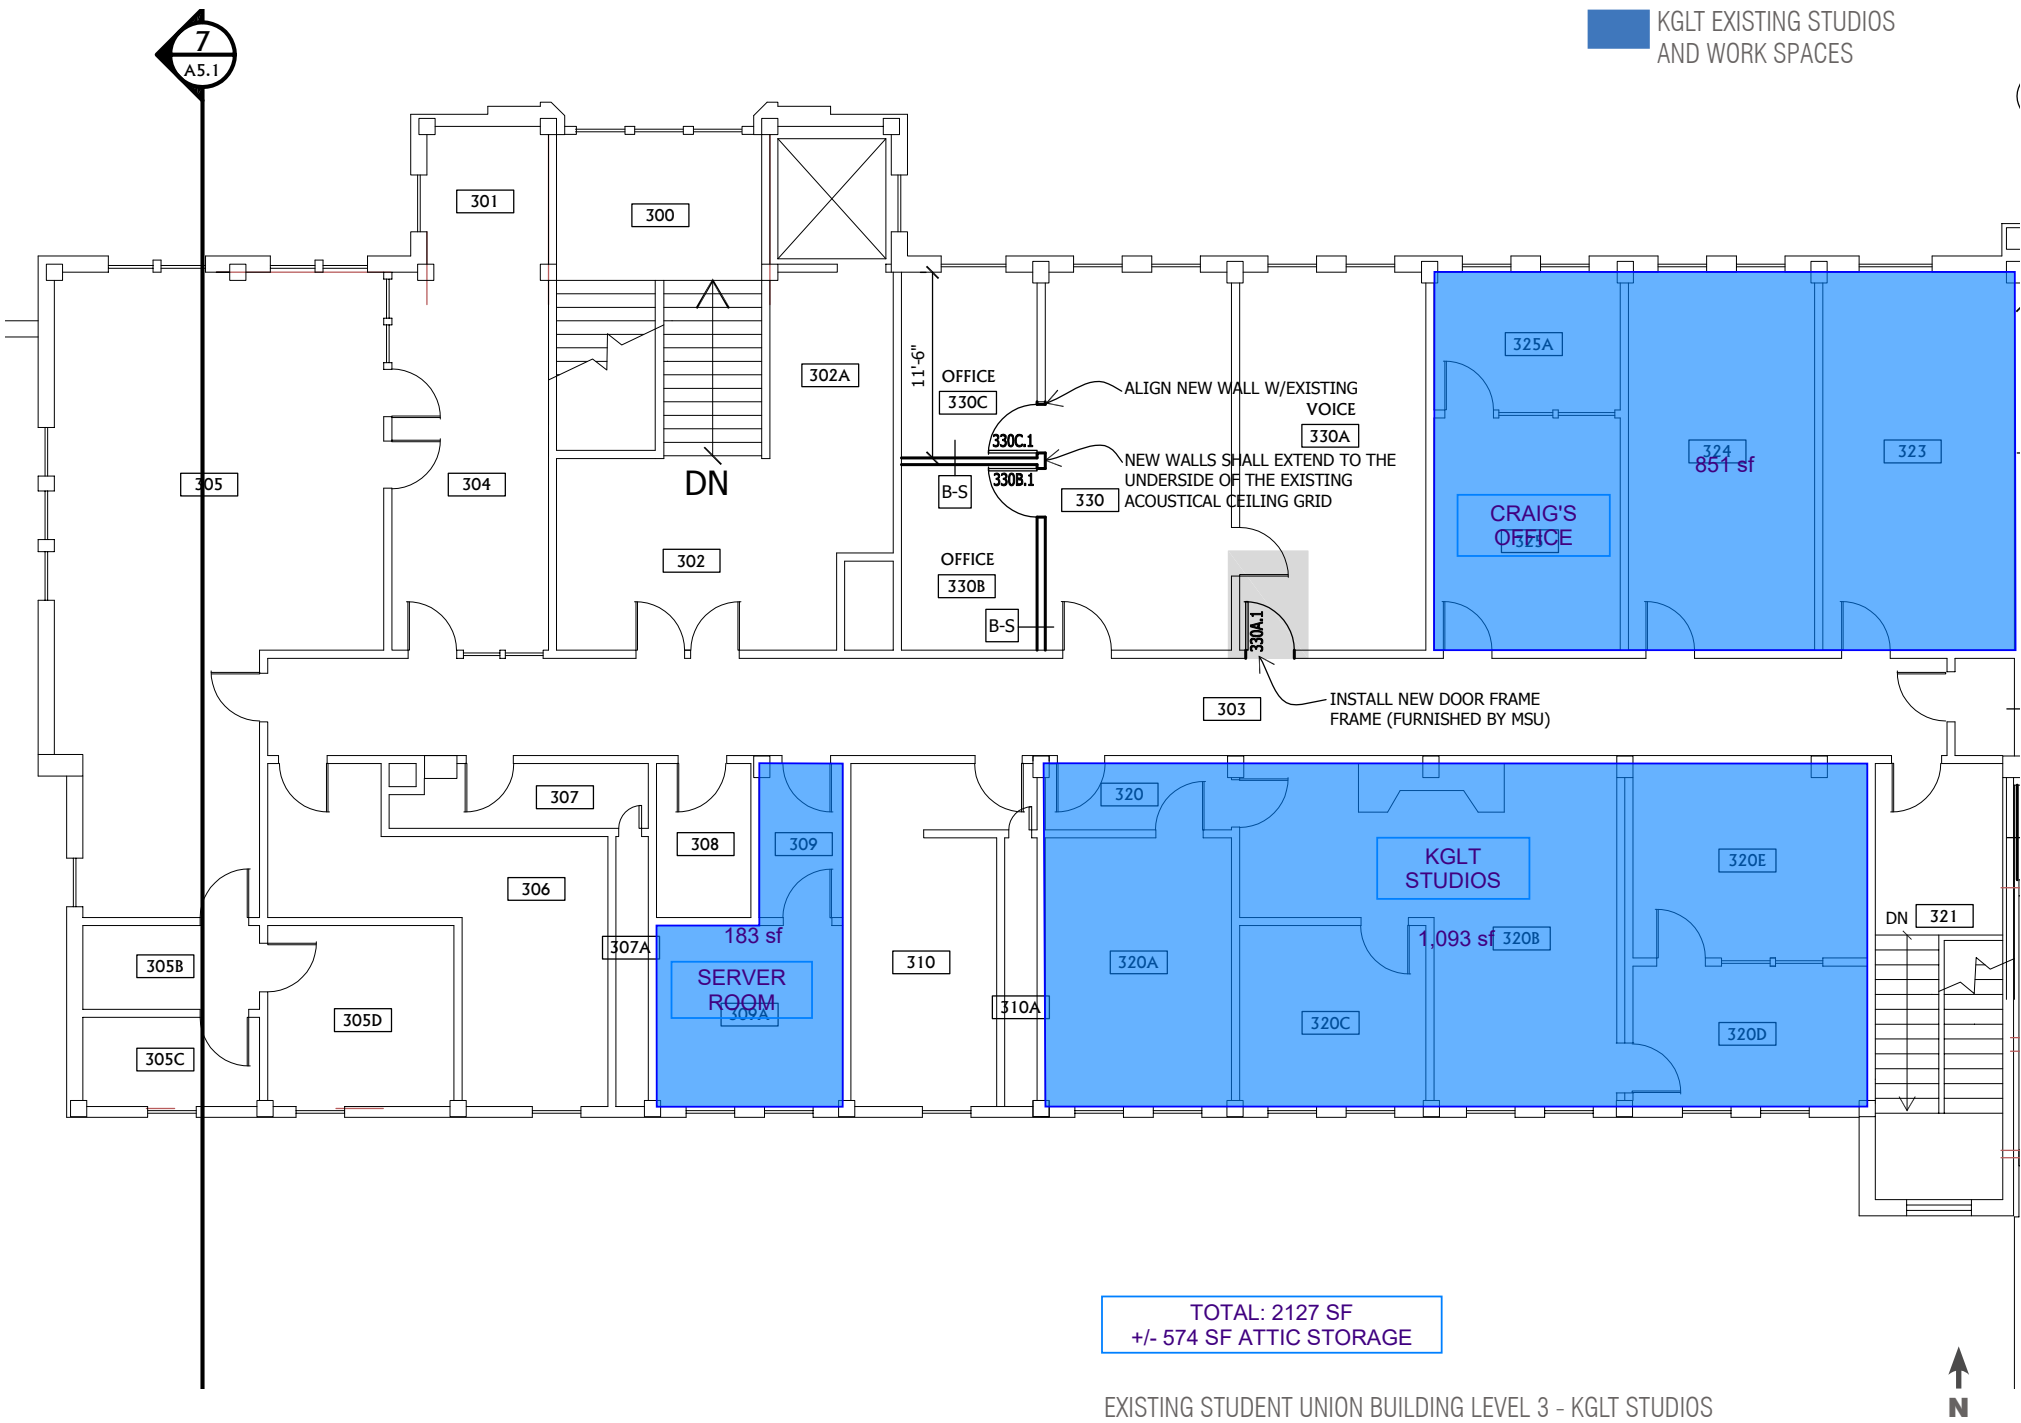 KGLT EXISTING STUDIOS
AND WORK SPACES
7
A5.1
301
300
302A
11'-6"
OFFICE
330C
ALIGN NEW WALL W/EXISTING
VOICE
330A
330C.1
NEW WALLS SHALL EXTEND TO THE
UNDERSIDE OF THE EXISTING
ACOUSTICAL CEILING GRID
330B.1
B-S
330
325A
324
851 sf
323
CRAIG'S
OFFICE
325
305
304
DN
302
OFFICE
330B
B-S
330A.1
303
INSTALL NEW DOOR FRAME
FRAME (FURNISHED BY MSU)
307
308
309
306
307A
183 sf
SERVER
ROOM
309A
310
310A
320
KGLT
STUDIOS
320E
320A
1,093 sf
320B
320C
320D
DN
321
305B
305D
305C
TOTAL: 2127 SF
+/- 574 SF ATTIC STORAGE
EXISTING STUDENT UNION BUILDING LEVEL 3 - KGLT STUDIOS
N